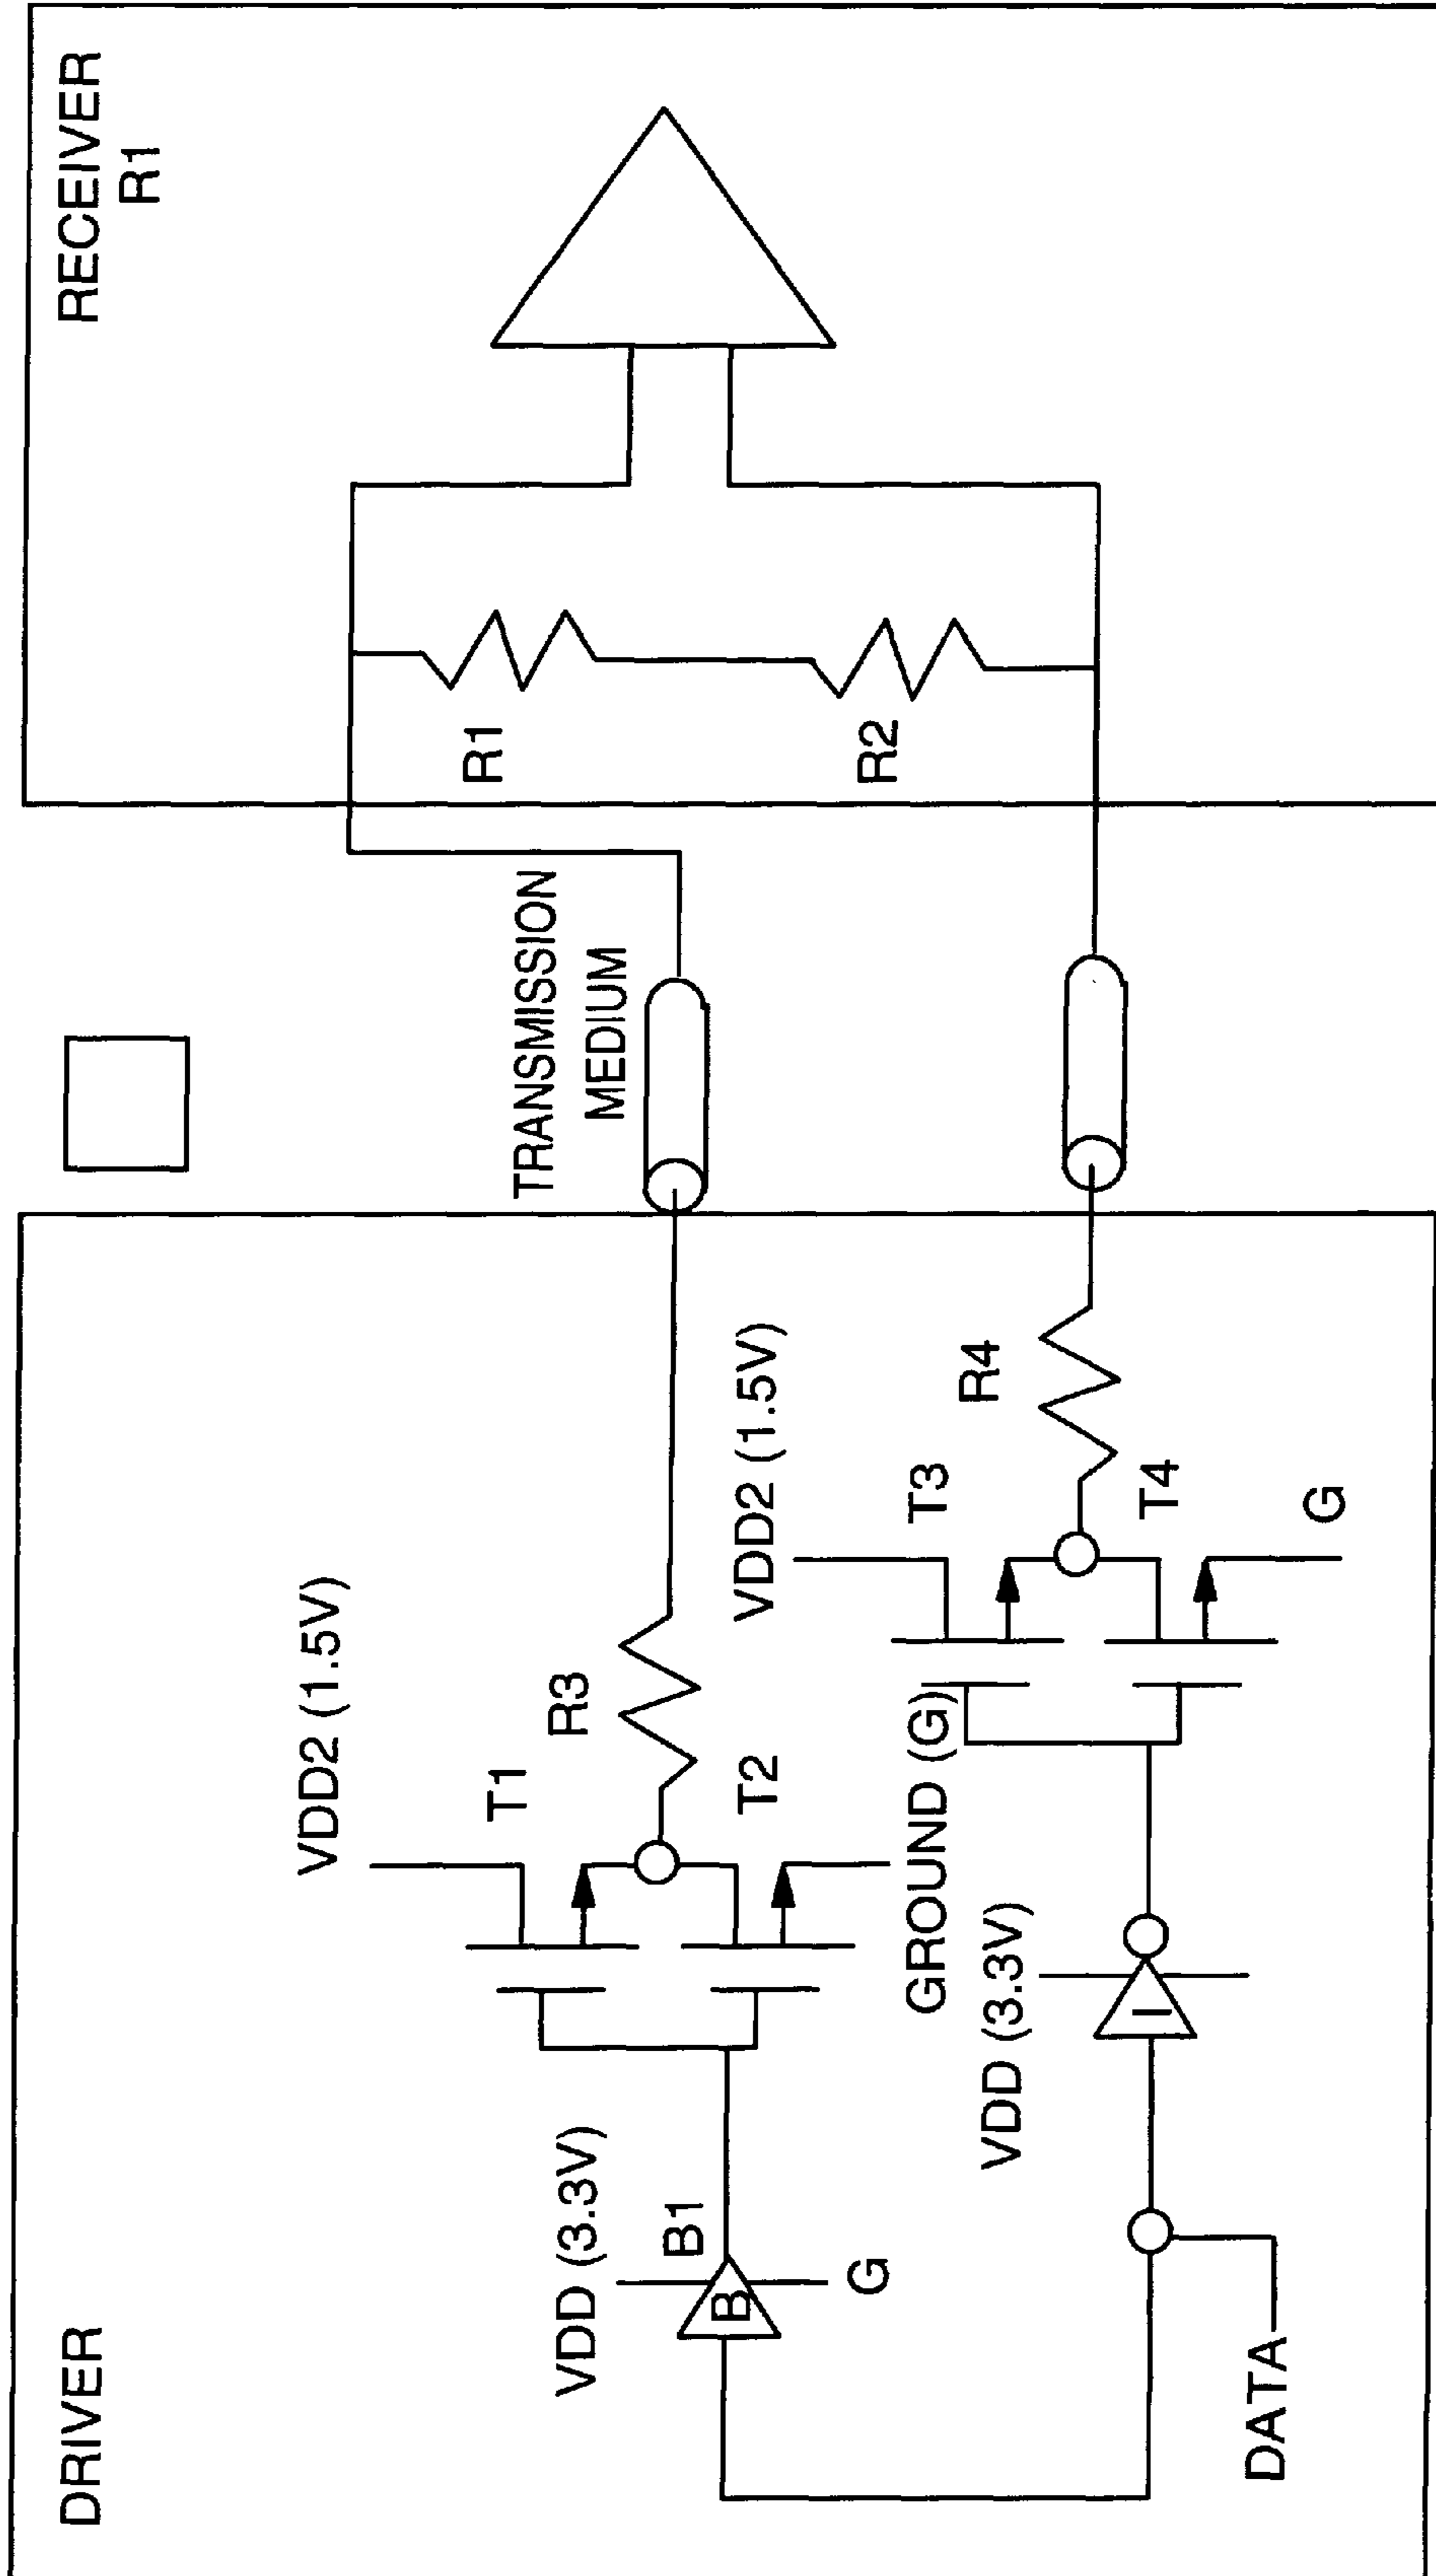 DRIVER
RECEIVER
R1
VDD2 (1.5V)
T1
R3
T2
TRANSMISSION
MEDIUM
R1
R2
VDD (3.3V)
B1
B
G
GROUND (G)
VDD2 (1.5V)
T3
R4
T4
G
VDD (3.3V)
I
DATA